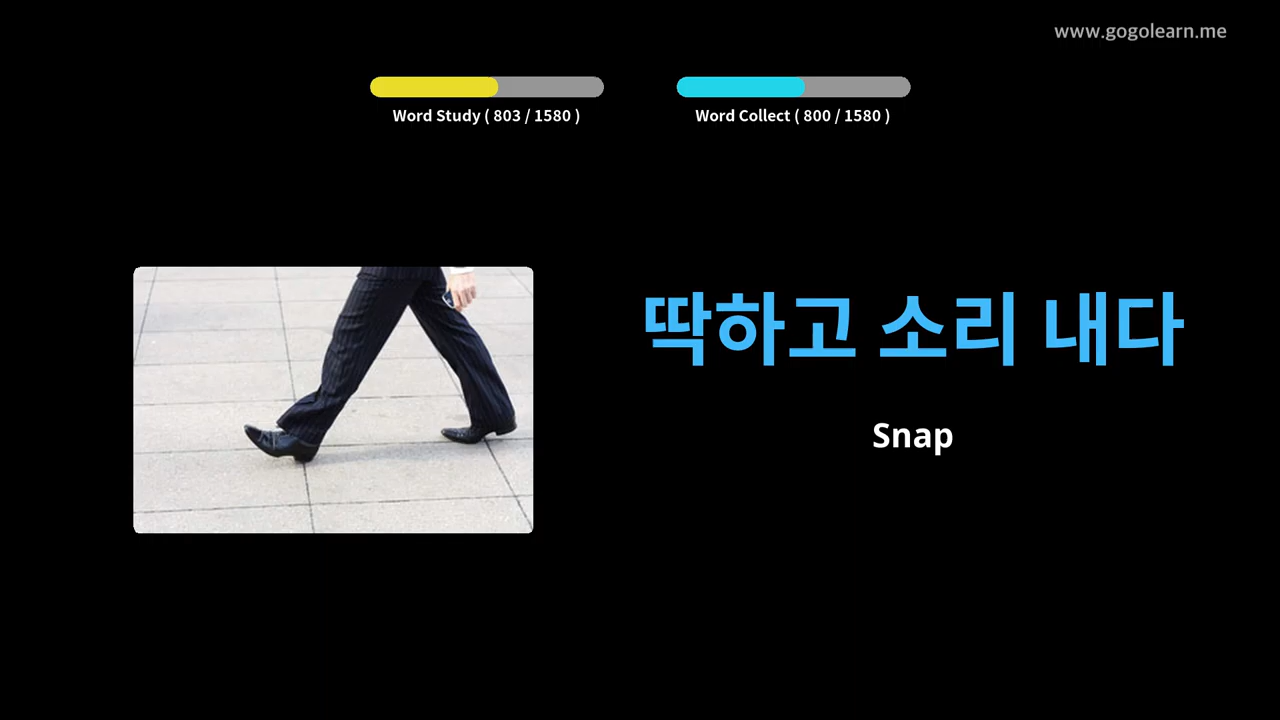 www.gogolearn.me
Word Study ( 803 / 1580 )
Word Collect ( 800 / 1580 )
딱하고 소리 내다
Snap